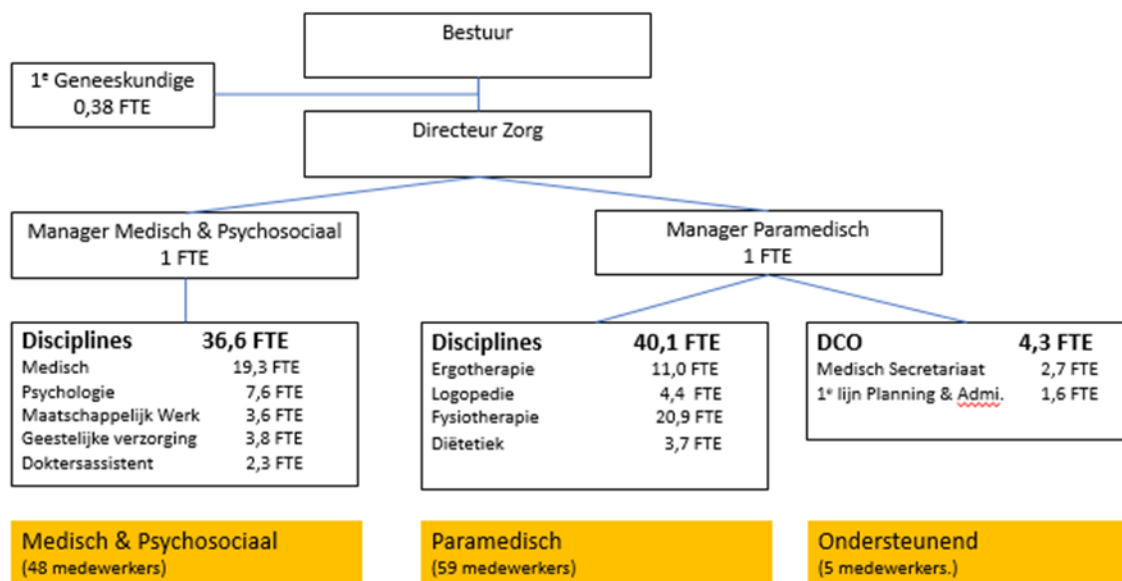 Bestuur
1ᵉ Geneeskundige
0,38 FTE
Directeur Zorg
Manager Medisch & Psychosociaal
1 FTE
Manager Paramedisch
1 FTE
Disciplines 36,6 FTE
Medisch 19,3 FTE
Psychologie 7,6 FTE
Maatschappelijk Werk 3,6 FTE
Geestelijke verzorging 3,8 FTE
Doktersassistent 2,3 FTE
Disciplines 40,1 FTE
Ergotherapie 11,0 FTE
Logopedie 4,4 FTE
Fysiotherapie 20,9 FTE
Diëtetiek 3,7 FTE
DCO 4,3 FTE
Medisch Secretariaat 2,7 FTE
1ᵉ lijn Planning & Admi. 1,6 FTE
Medisch & Psychosociaal
(48 medewerkers)
Paramedisch
(59 medewerkers)
Ondersteunend
(5 medewerkers.)